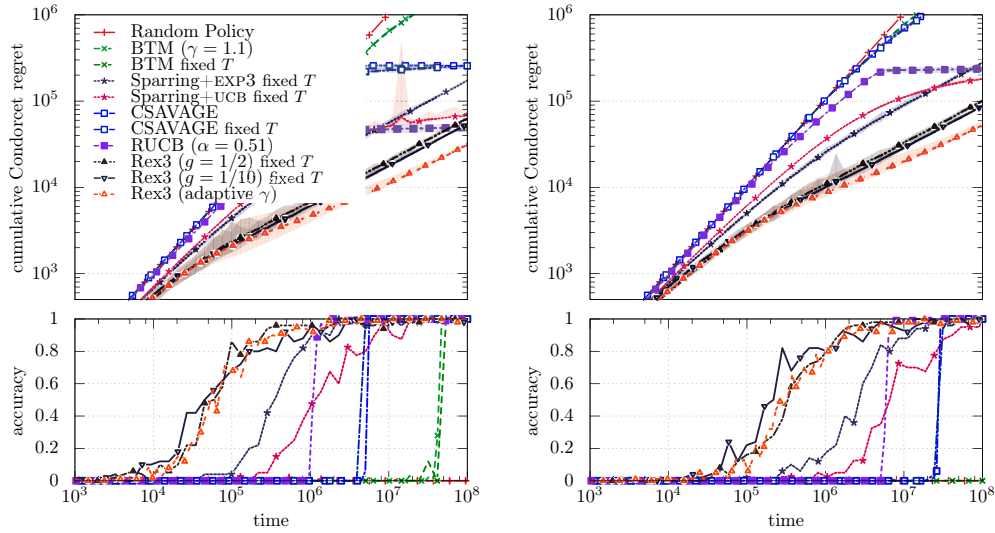 10^6
10^5
10^4
10^3
cumulative Condorcet regret
Random Policy
BTM (γ = 1.1)
BTM fixed T
Sparring+EXP3 fixed T
Sparring+UCB fixed T
CSAVAGE
CSAVAGE fixed T
RUCB (α = 0.51)
Rex3 (g = 1/2) fixed T
Rex3 (g = 1/10) fixed T
Rex3 (adaptive γ)
10^6
10^5
10^4
10^3
cumulative Condorcet regret
1
0.8
0.6
0.4
0.2
0
accuracy
10^3 10^4 10^5 10^6 10^7 10^8
time
1
0.8
0.6
0.4
0.2
0
accuracy
10^3 10^4 10^5 10^6 10^7 10^8
time